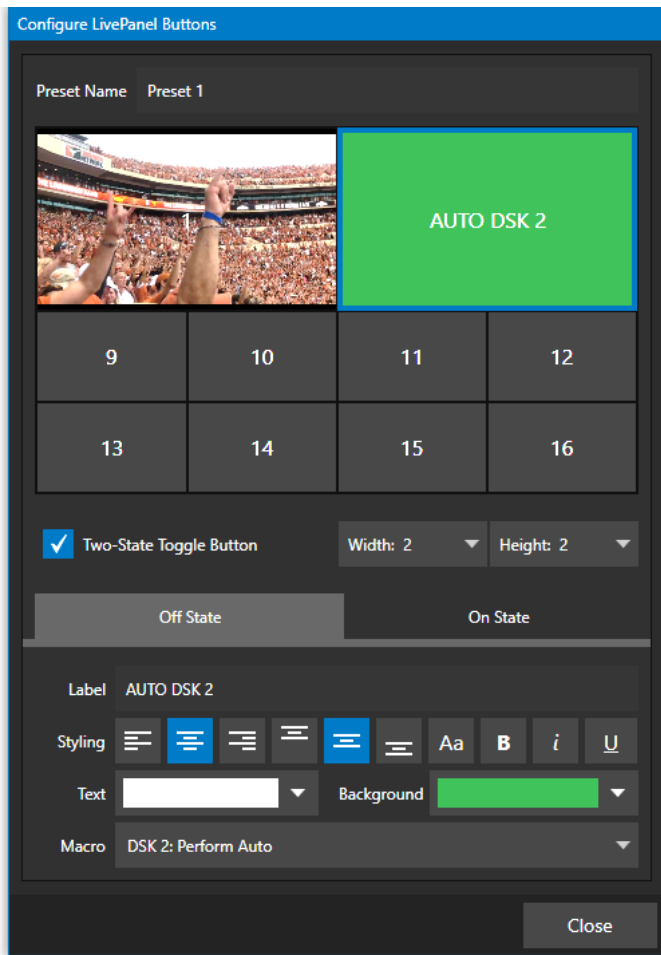 Configure LivePanel Buttons
Preset Name Preset 1
1 AUTO DSK 2
9 10 11 12
13 14 15 16
Two-State Toggle Button Width: 2 Height: 2
Off State On State
Label AUTO DSK 2
Styling Aa B i U
Text Background
Macro DSK 2: Perform Auto
Close